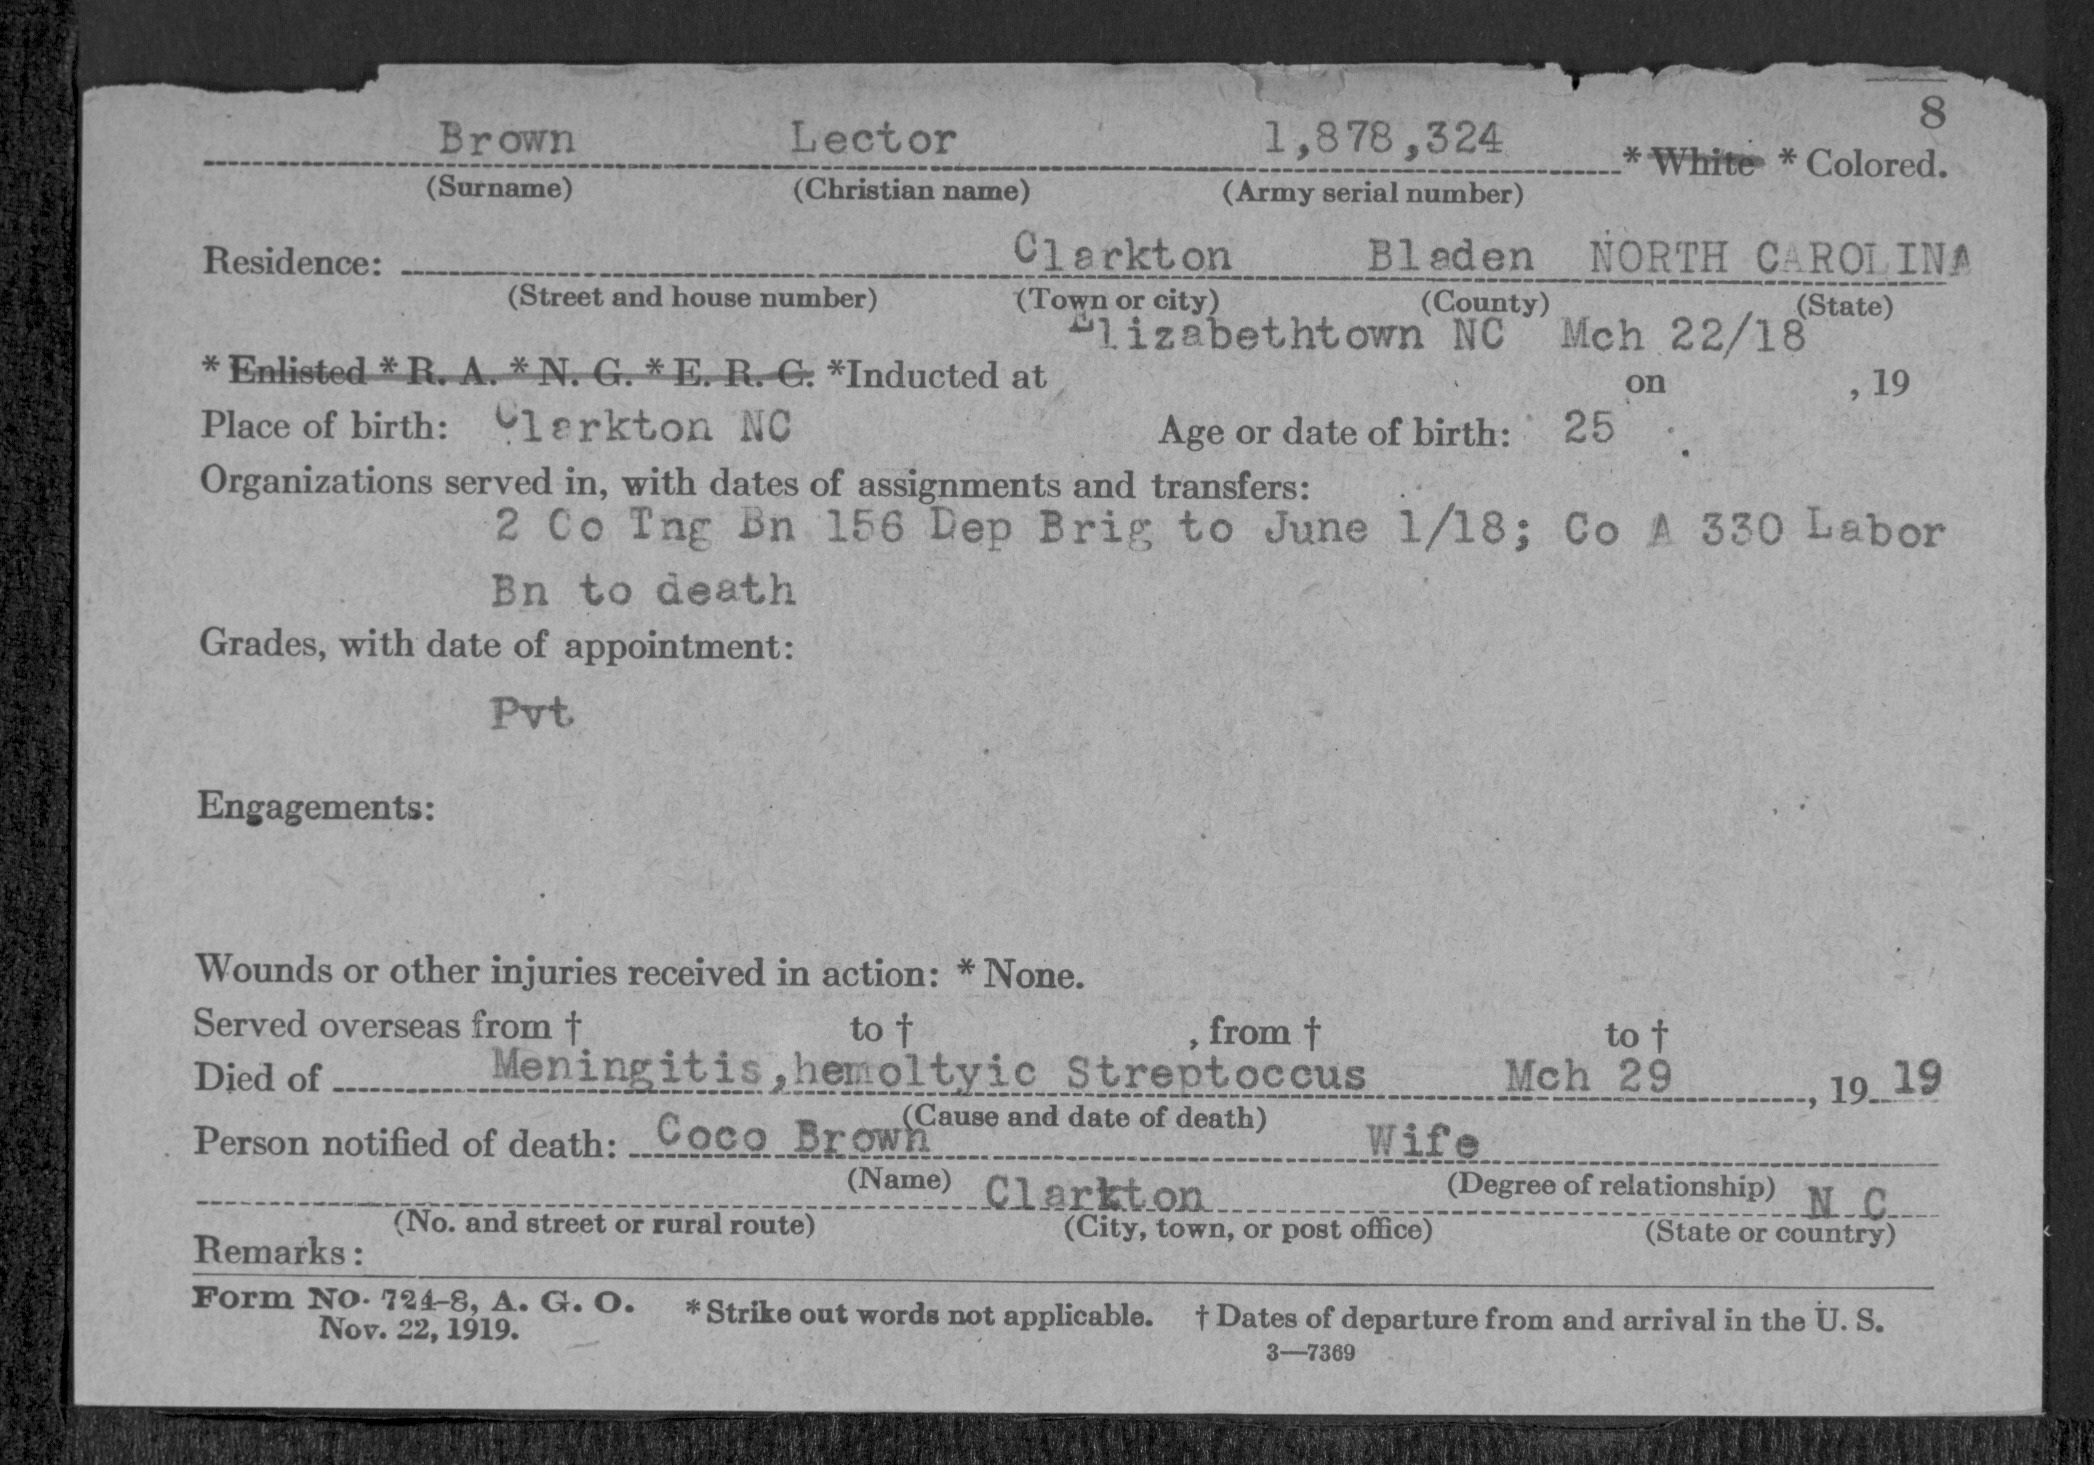 8
Brown Lector 1,878,324 * White * Colored.
(Surname) (Christian name) (Army serial number)
Residence: Clarkton Bladen NORTH CAROLINA
(Street and house number) (Town or city) (County) (State)
Elizabethtown NC Mch 22/18
* Enlisted * R. A. * N. G. * E. R. C. *Inducted at on , 19
Place of birth: Clarkton NC Age or date of birth: 25
Organizations served in, with dates of assignments and transfers:
2 Co Tng Bn 156 Dep Brig to June 1/18; Co A 330 Labor
Bn to death
Grades, with date of appointment:
Pvt
Engagements:
Wounds or other injuries received in action: * None.
Served overseas from † to † , from † to †
Died of Meningitis,hemoltyic Streptoccus Mch 29 , 19 19
(Cause and date of death)
Person notified of death: Coco Brown Wife
(Name) (Degree of relationship)
Clarkton N C
(No. and street or rural route) (City, town, or post office) (State or country)
Remarks:
Form No. 724-8, A. G. O. * Strike out words not applicable. † Dates of departure from and arrival in the U. S.
Nov. 22, 1919.
3—7369